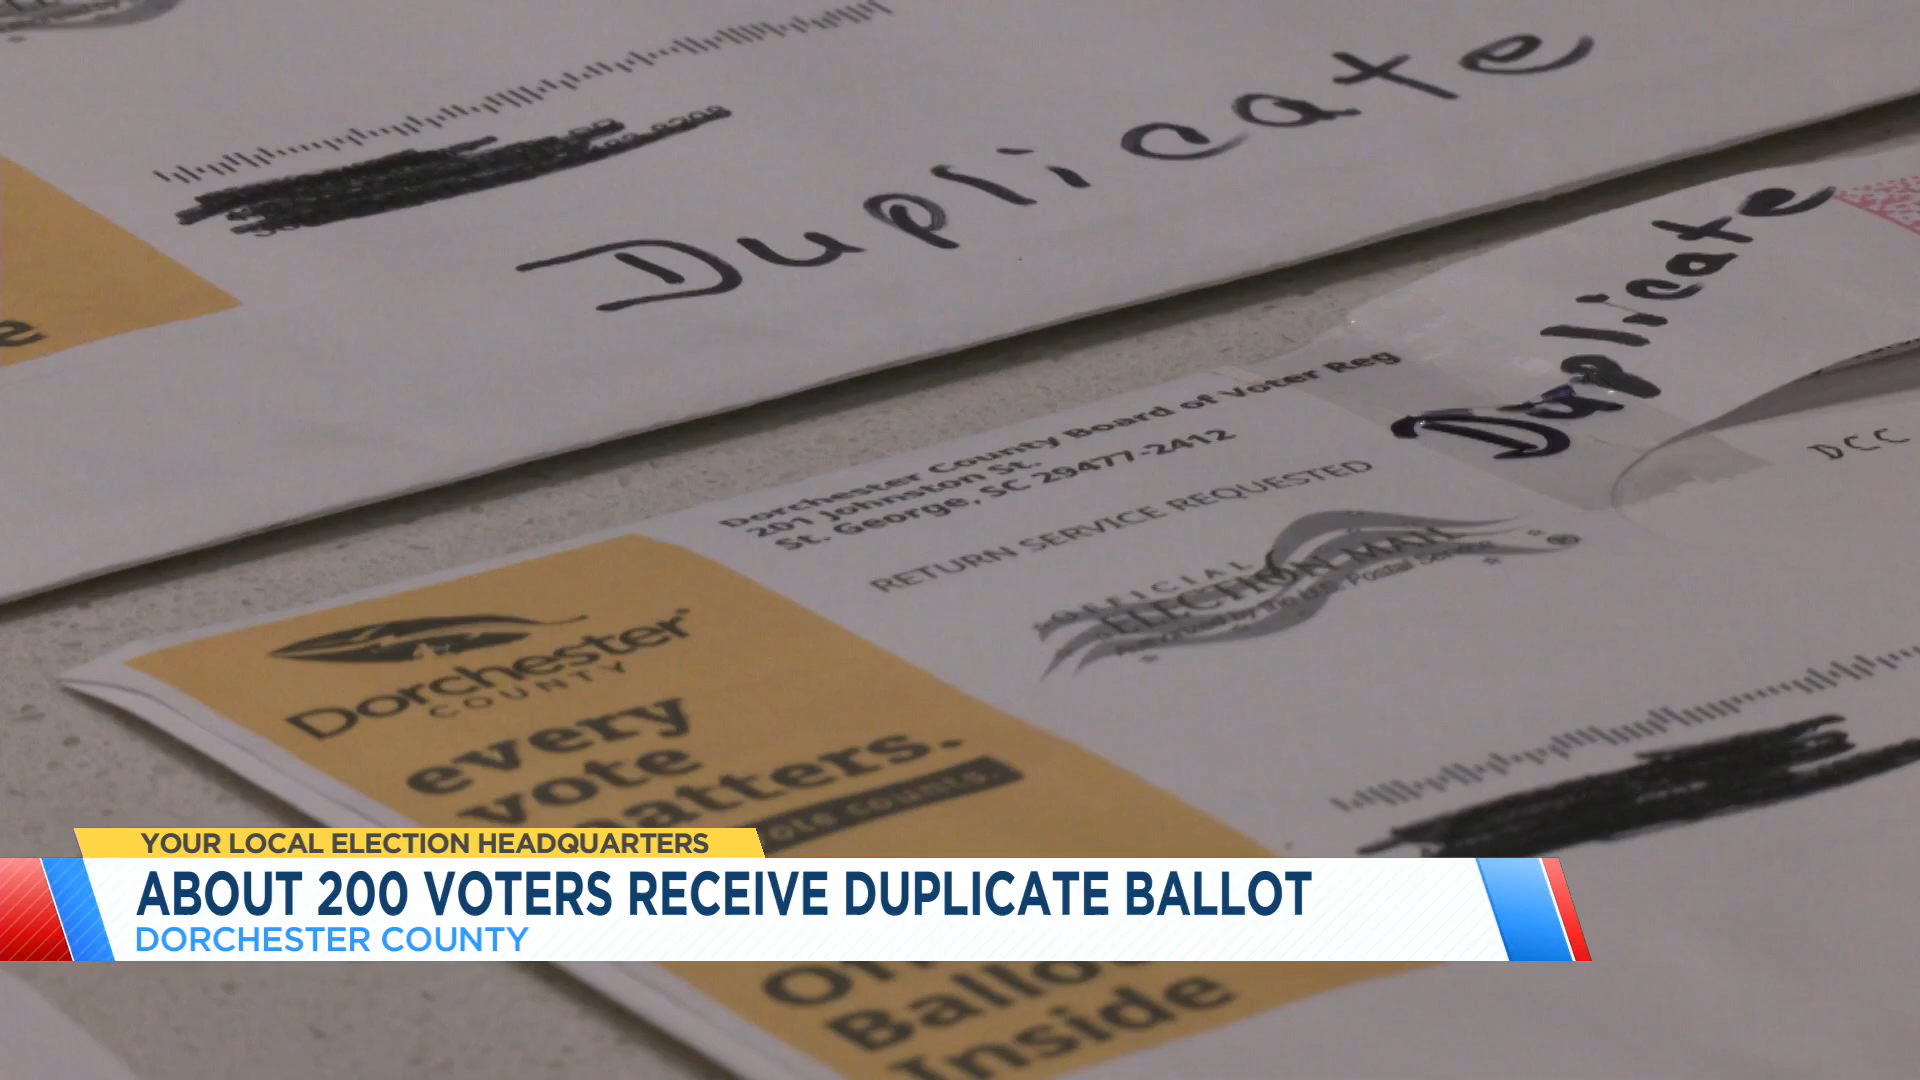 Duplicate
Duplicate
Dorchester County Board of Voter Reg
201 Johnston St.
St. George, SC 29477-2412
RETURN SERVICE REQUESTED
DCC
OFFICIAL
ELECTION MAIL
Dorchester
COUNTY
every
vote
matters.
vote counts.
YOUR LOCAL ELECTION HEADQUARTERS
ABOUT 200 VOTERS RECEIVE DUPLICATE BALLOT
DORCHESTER COUNTY
Ballot
Inside